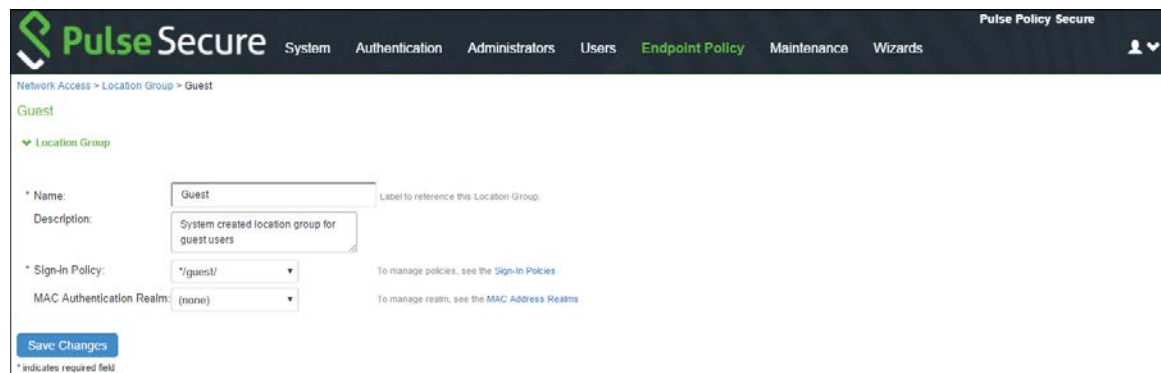 Pulse Policy Secure
Pulse Secure System Authentication Administrators Users Endpoint Policy Maintenance Wizards
Network Access > Location Group > Guest
Guest
Location Group
* Name: Guest Label to reference this Location Group.
Description: System created location group for
guest users
* Sign-In Policy: */guest/ To manage policies, see the Sign-In Polcies
MAC Authentication Realm: (none) To manage realm, see the MAC Address Realms
Save Changes
* indicates required field